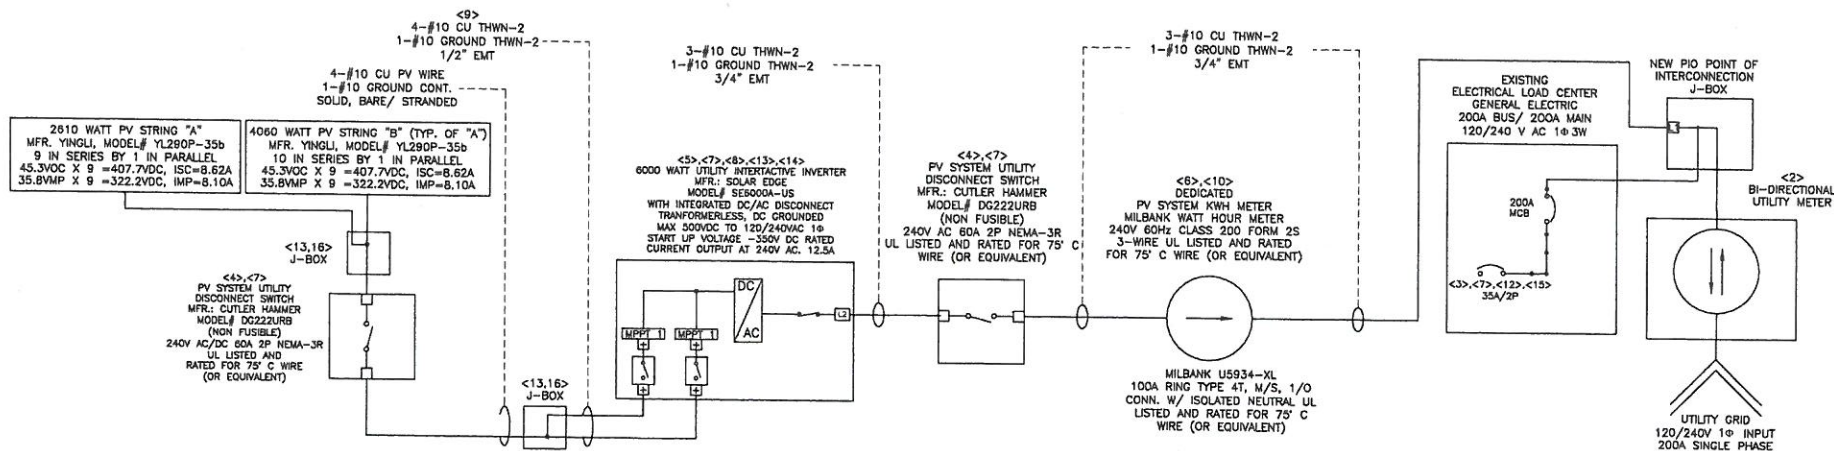 <9>
4-#10 CU THWN-2
1-#10 GROUND THWN-2
1/2" EMT
4-#10 CU PV WIRE
1-#10 GROUND CONT.
SOLID, BARE/ STRANDED
2610 WATT PV STRING "A"
MFR. YINGLI, MODEL# YL290P-35b
9 IN SERIES BY 1 IN PARALLEL
45.3VOC X 9 =407.7VDC, ISC=8.62A
35.8VMP X 9 =322.2VDC, IMP=8.10A
4060 WATT PV STRING "B" (TYP. OF "A")
MFR. YINGLI, MODEL# YL290P-35b
10 IN SERIES BY 1 IN PARALLEL
45.3VOC X 9 =407.7VDC, ISC=8.62A
35.8VMP X 9 =322.2VDC, IMP=8.10A
<13,16>
J-BOX
<4>,<7>
PV SYSTEM UTILITY
DISCONNECT SWITCH
MFR.: CUTLER HAMMER
MODEL# DG222URB
(NON FUSIBLE)
240V AC/DC 60A 2P NEMA-3R
UL LISTED AND
RATED FOR 75' C WIRE
(OR EQUIVALENT)
<13,16>
J-BOX
3-#10 CU THWN-2
1-#10 GROUND THWN-2
3/4" EMT
<5>,<7>,<8>,<13>,<14>
6000 WATT UTILITY INTERTACTIVE INVERTER
MFR.: SOLAR EDGE
MODEL# SE6000A-US
WITH INTEGRATED DC/AC DISCONNECT
TRANFORMERLESS, DC GROUNDED
MAX 500VDC TO 120/240VAC 1Φ
START UP VOLTAGE -350V DC RATED
CURRENT OUTPUT AT 240V AC. 12.5A
DC
AC
MPPT 1
MPPT 1
L2
<4>,<7>
PV SYSTEM UTILITY
DISCONNECT SWITCH
MFR.: CUTLER HAMMER
MODEL# DG222URB
(NON FUSIBLE)
240V AC 60A 2P NEMA-3R
UL LISTED AND RATED FOR 75' C
WIRE (OR EQUIVALENT)
3-#10 CU THWN-2
1-#10 GROUND THWN-2
3/4" EMT
<6>,<10>
DEDICATED
PV SYSTEM KWH METER
MILBANK WATT HOUR METER
240V 60Hz CLASS 200 FORM 2S
3-WIRE UL LISTED AND RATED
FOR 75' C WIRE (OR EQUIVALENT)
MILBANK U5934-XL
100A RING TYPE 4T, M/S, 1/0
CONN. W/ ISOLATED NEUTRAL UL
LISTED AND RATED FOR 75' C
WIRE (OR EQUIVALENT)
EXISTING
ELECTRICAL LOAD CENTER
GENERAL ELECTRIC
200A BUS/ 200A MAIN
120/240 V AC 1Φ3W
200A
MCB
<3>,<7>,<12>,<15>
35A/2P
NEW PIO POINT OF
INTERCONNECTION
J-BOX
<2>
BI-DIRECTIONAL
UTILITY METER
UTILITY GRID
120/240V 1Φ INPUT
200A SINGLE PHASE